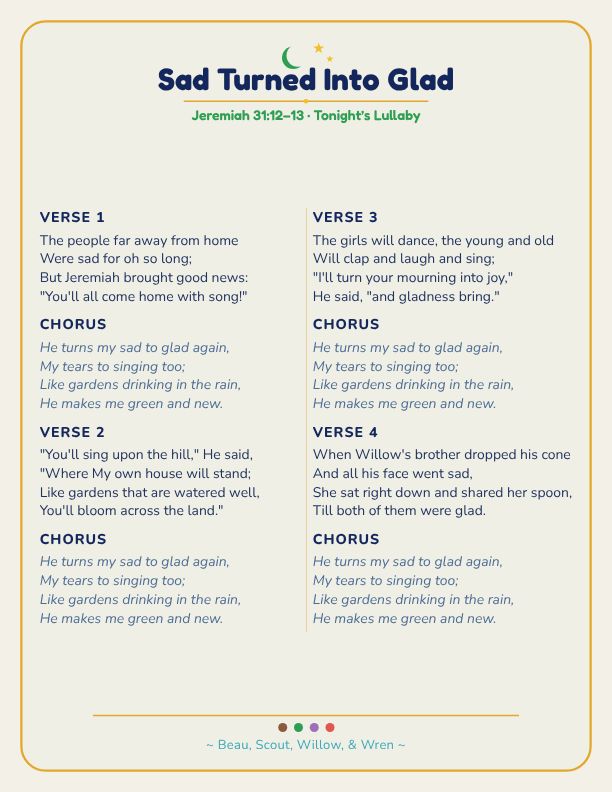 Sad Turned Into Glad
Jeremiah 31:12–13 · Tonight's Lullaby
VERSE 1
The people far away from home
Were sad for oh so long;
But Jeremiah brought good news:
"You'll all come home with song!"
CHORUS
He turns my sad to glad again,
My tears to singing too;
Like gardens drinking in the rain,
He makes me green and new.
VERSE 2
"You'll sing upon the hill," He said,
"Where My own house will stand;
Like gardens that are watered well,
You'll bloom across the land."
CHORUS
He turns my sad to glad again,
My tears to singing too;
Like gardens drinking in the rain,
He makes me green and new.
VERSE 3
The girls will dance, the young and old
Will clap and laugh and sing;
"I'll turn your mourning into joy,"
He said, "and gladness bring."
CHORUS
He turns my sad to glad again,
My tears to singing too;
Like gardens drinking in the rain,
He makes me green and new.
VERSE 4
When Willow's brother dropped his cone
And all his face went sad,
She sat right down and shared her spoon,
Till both of them were glad.
CHORUS
He turns my sad to glad again,
My tears to singing too;
Like gardens drinking in the rain,
He makes me green and new.
~ Beau, Scout, Willow, & Wren ~